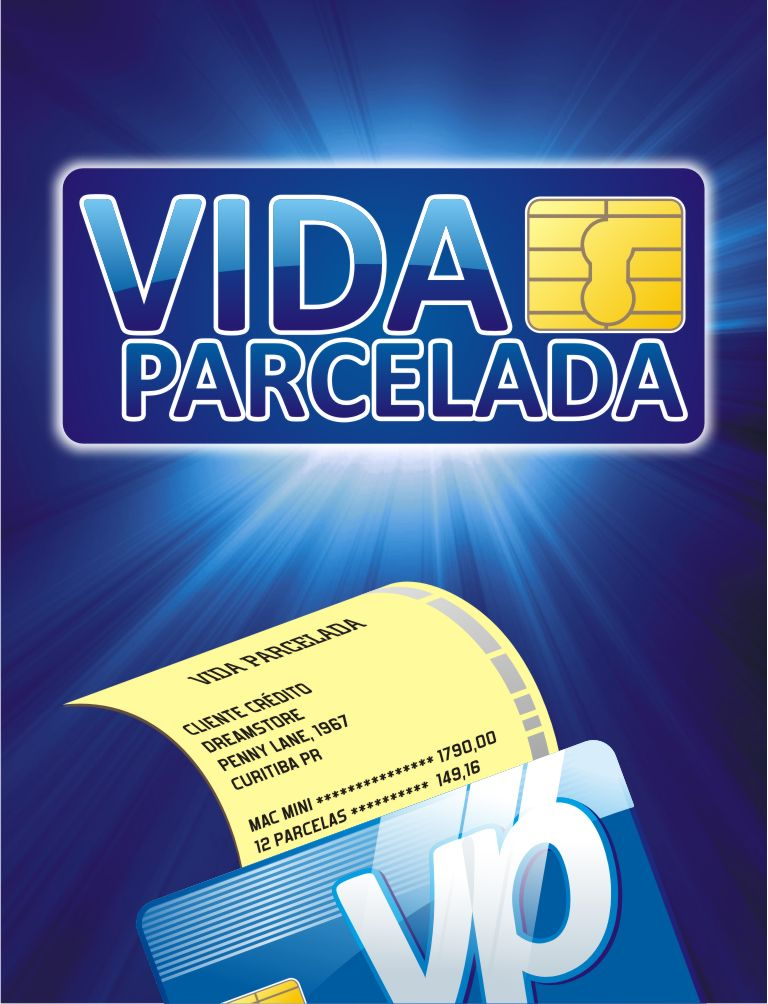 VIDA
PARCELADA
VIDA PARCELADA
CLIENTE CRÉDITO
DREAMSTORE
PENNY LANE, 1967
CURITIBA PR
MAC MINI *************** 1790,00
12 PARCELAS ********** 149,16
vp